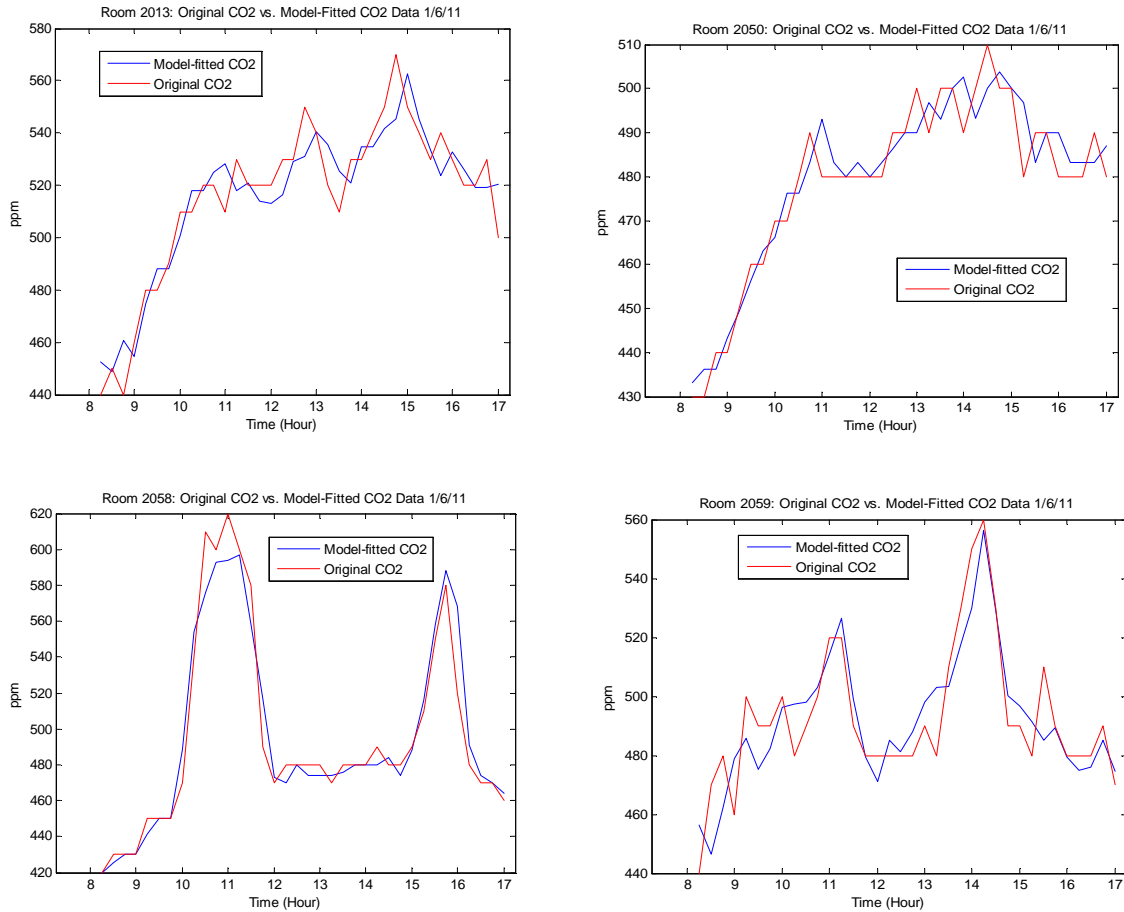 Room 2013: Original CO2 vs. Model-Fitted CO2 Data 1/6/11
580
560
540
520
500
480
460
440
ppm
Model-fitted CO2
Original CO2
8 9 10 11 12 13 14 15 16 17
Time (Hour)
Room 2050: Original CO2 vs. Model-Fitted CO2 Data 1/6/11
510
500
490
480
470
460
450
440
430
ppm
Model-fitted CO2
Original CO2
8 9 10 11 12 13 14 15 16 17
Time (Hour)
Room 2058: Original CO2 vs. Model-Fitted CO2 Data 1/6/11
620
600
580
560
540
520
500
480
460
440
420
ppm
Model-fitted CO2
Original CO2
8 9 10 11 12 13 14 15 16 17
Time (Hour)
Room 2059: Original CO2 vs. Model-Fitted CO2 Data 1/6/11
560
540
520
500
480
460
440
ppm
Model-fitted CO2
Original CO2
8 9 10 11 12 13 14 15 16 17
Time (Hour)